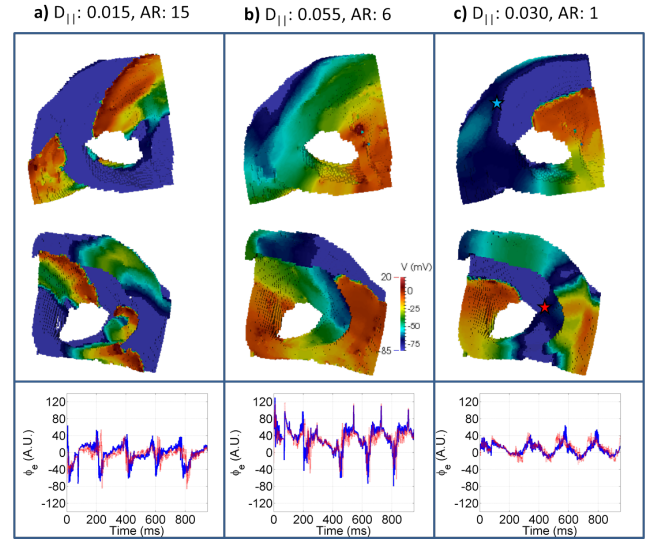 a) D||: 0.015, AR: 15
b) D||: 0.055, AR: 6
c) D||: 0.030, AR: 1
V (mV)
20
0
-25
-50
-75
-85
120
80
40
0
-40
-80
-120
ϕe (A.U.)
0 200 400 600 800
Time (ms)
120
80
40
0
-40
-80
-120
ϕe (A.U.)
0 200 400 600 800
Time (ms)
120
80
40
0
-40
-80
-120
ϕe (A.U.)
0 200 400 600 800
Time (ms)